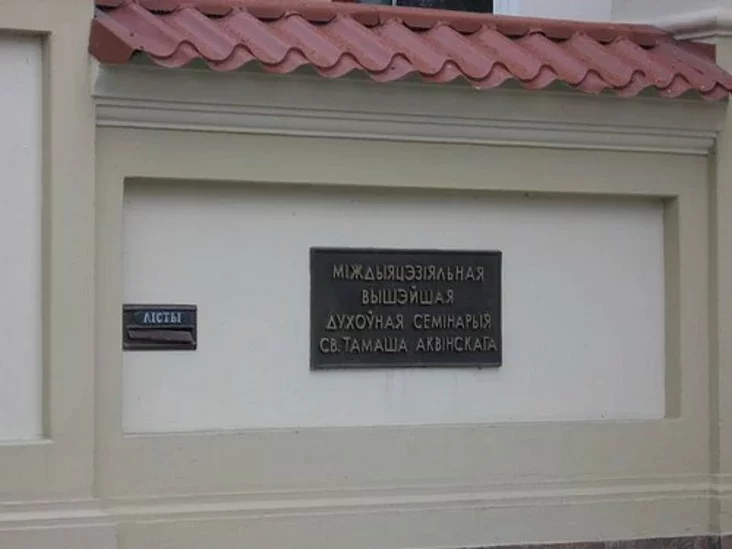 ЛІСТЫ
МІЖДЫЯЦЭЗІЯЛЬНАЯ
ВЫШЭЙШАЯ
ДУХОЎНАЯ СЕМІНАРЫЯ
СВ. ТАМАША АКВІНСКАГА